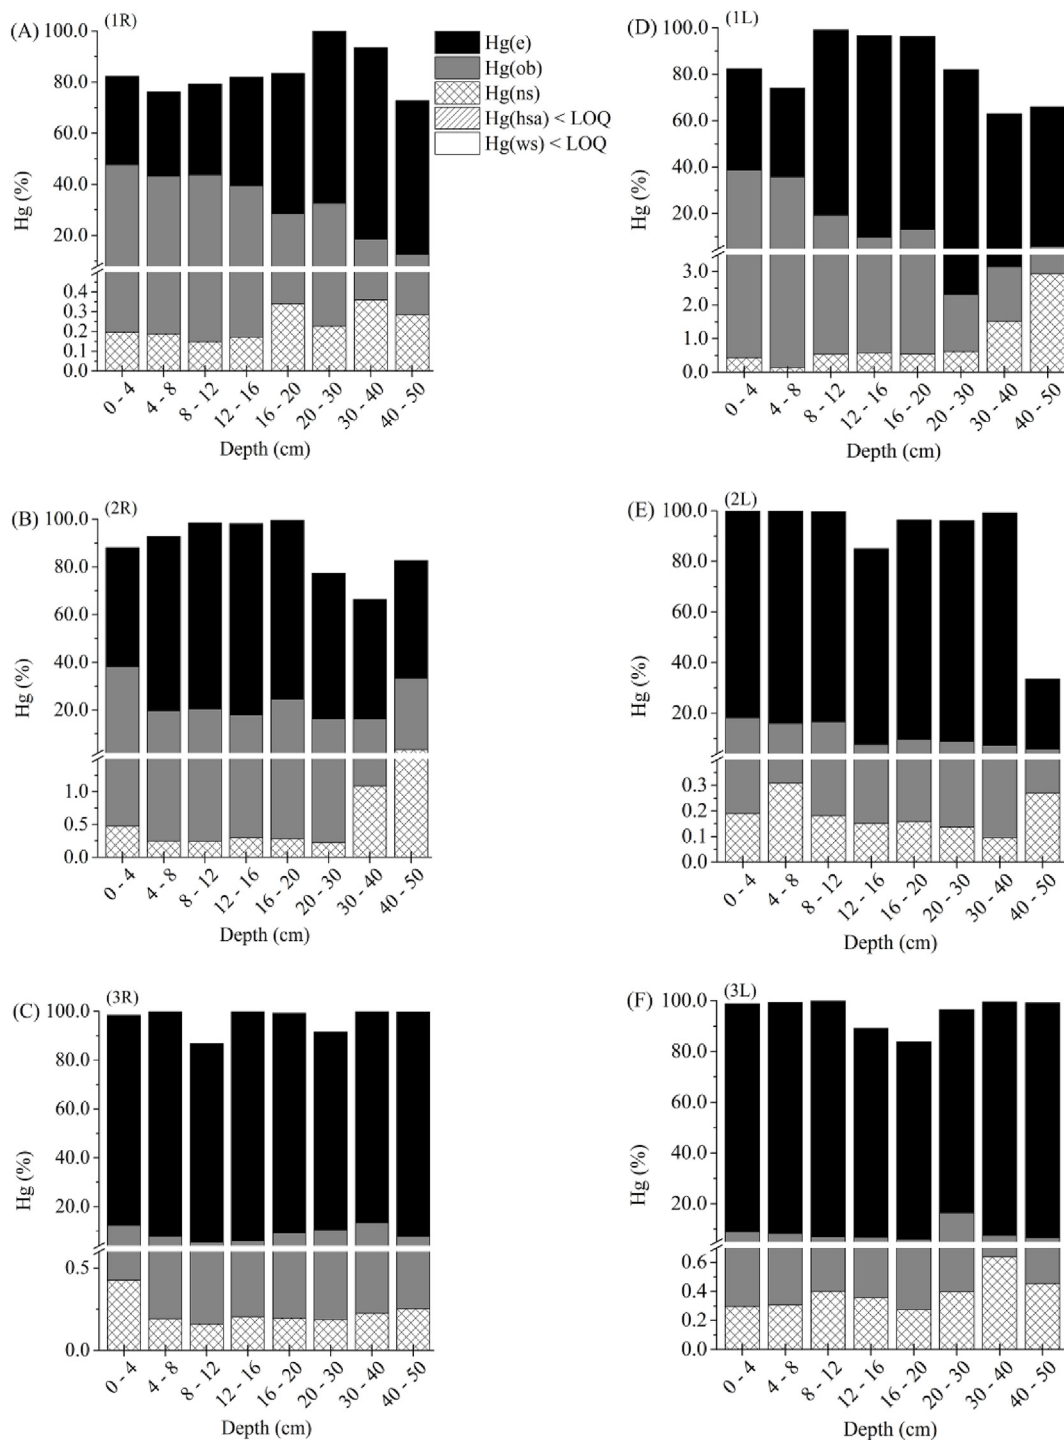 (A)
(1R)
100.0
80.0
60.0
40.0
20.0
0.4
0.3
0.2
0.1
0.0
Hg (%)
0 - 4
4 - 8
8 - 12
12 - 16
16 - 20
20 - 30
30 - 40
40 - 50
Depth (cm)
Hg(e)
Hg(ob)
Hg(ns)
Hg(hsa) < LOQ
Hg(ws) < LOQ
(D)
(1L)
100.0
80.0
60.0
40.0
20.0
3.0
2.0
1.0
0.0
Hg (%)
0 - 4
4 - 8
8 - 12
12 - 16
16 - 20
20 - 30
30 - 40
40 - 50
Depth (cm)
(B)
(2R)
100.0
80.0
60.0
40.0
20.0
1.0
0.5
0.0
Hg (%)
0 - 4
4 - 8
8 - 12
12 - 16
16 - 20
20 - 30
30 - 40
40 - 50
Depth (cm)
(E)
(2L)
100.0
80.0
60.0
40.0
20.0
0.3
0.2
0.1
0.0
Hg (%)
0 - 4
4 - 8
8 - 12
12 - 16
16 - 20
20 - 30
30 - 40
40 - 50
Depth (cm)
(C)
(3R)
100.0
80.0
60.0
40.0
20.0
0.5
0.0
Hg (%)
0 - 4
4 - 8
8 - 12
12 - 16
16 - 20
20 - 30
30 - 40
40 - 50
Depth (cm)
(F)
(3L)
100.0
80.0
60.0
40.0
20.0
0.6
0.4
0.2
0.0
Hg (%)
0 - 4
4 - 8
8 - 12
12 - 16
16 - 20
20 - 30
30 - 40
40 - 50
Depth (cm)